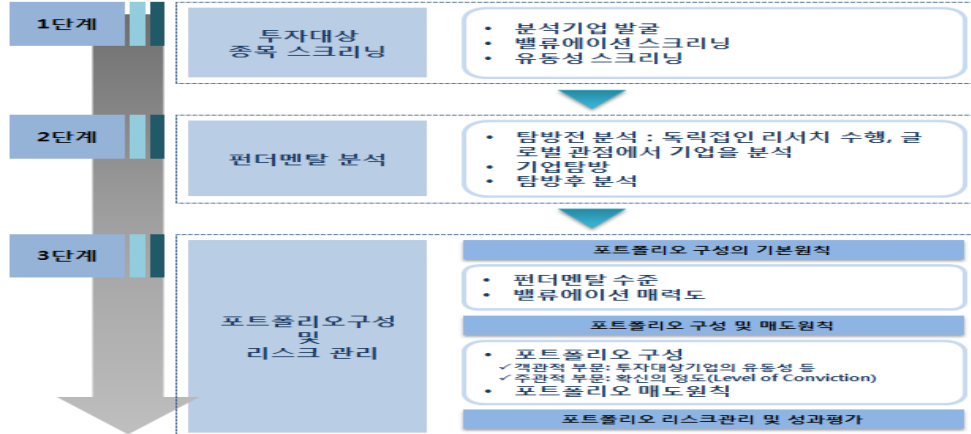 1단계
투자대상
종목 스크리닝
• 분석기업 발굴
• 밸류에이션 스크리닝
• 유동성 스크리닝
2단계
펀더멘탈 분석
• 탐방전 분석 : 독립접인 리서치 수행, 글
로벌 관점에서 기업을 분석
• 기업탐방
• 탐방후 분석
3단계
포트폴리오구성
및
리스크 관리
포트폴리오 구성의 기본원칙
• 펀더멘탈 수준
• 밸류에이션 매력도
포트폴리오 구성 및 매도원칙
• 포트폴리오 구성
✓객관적 부문: 투자대상기업의 유동성 등
✓주관적 부문: 확신의 정도(Level of Conviction)
• 포트폴리오 매도원칙
포트폴리오 리스크관리 및 성과평가